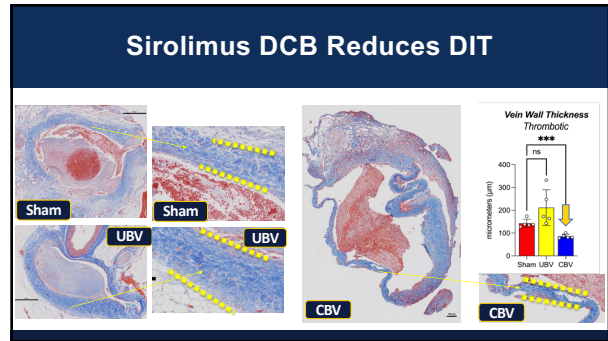 Sirolimus DCB Reduces DIT
Sham
Sham
UBV
UBV
CBV
Vein Wall Thickness
Thrombotic
***
ns
micrometers (µm)
400
300
200
100
0
Sham UBV CBV
CBV